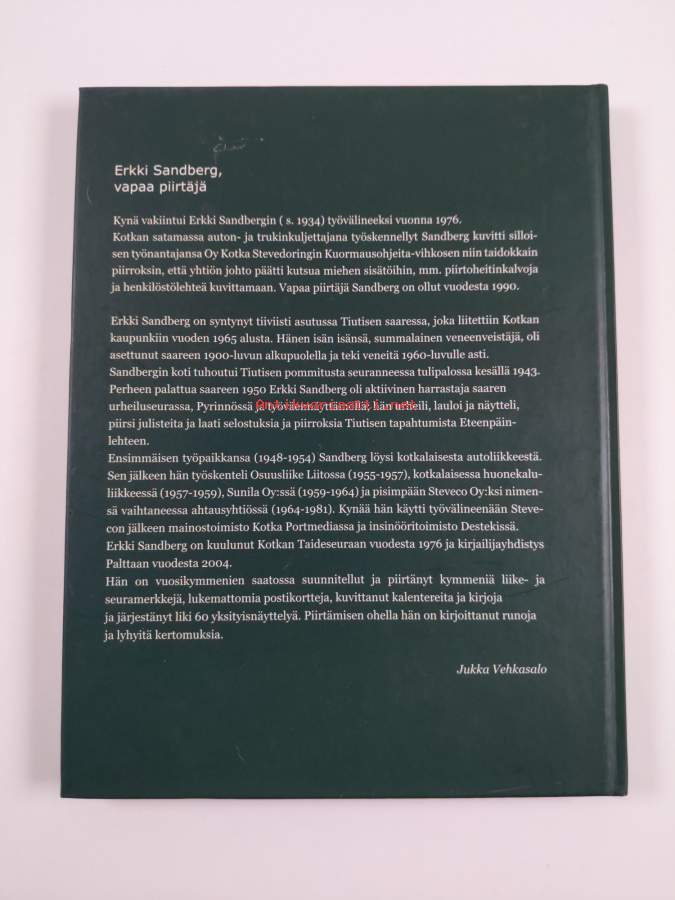 Erkki Sandberg,
vapaa piirtäjä
Kynä vakiintui Erkki Sandbergin ( s. 1934) työvälineeksi vuonna 1976.
Kotkan satamassa auton- ja trukinkuljettajana työskennellyt Sandberg kuvitti silloi-
sen työnantajansa Oy Kotka Stevedoringin Kuormausohjeita-vihkosen niin taidokkain
piirroksin, että yhtiön johto päätti kutsua miehen sisätöihin, mm. piirtoheitinkalvoja
ja henkilöstölehteä kuvittamaan. Vapaa piirtäjä Sandberg on ollut vuodesta 1990.
Erkki Sandberg on syntynyt tiiviisti asutussa Tiutisen saaressa, joka liitettiin Kotkan
kaupunkiin vuoden 1965 alusta. Hänen isän isänsä, summalainen veneenveistäjä, oli
asettunut saareen 1900-luvun alkupuolella ja teki veneitä 1960-luvulle asti.
Sandbergin koti tuhoutui Tiutisen pommitusta seuranneessa tulipalossa kesällä 1943.
Perheen palattua saareen 1950 Erkki Sandberg oli aktiivinen harrastaja saaren
urheiluseurassa, Pyrinnössä ja työväennäyttämöllä; hän urheili, lauloi ja näytteli,
Antikvariaatti.net
piirsi julisteita ja laati selostuksia ja piirroksia Tiutisen tapahtumista Eteenpäin-
lehteen.
Ensimmäisen työpaikkansa (1948-1954) Sandberg löysi kotkalaisesta autoliikkeestä.
Sen jälkeen hän työskenteli Osuusliike Liitossa (1955-1957), kotkalaisessa huonekalu-
liikkeessä (1957-1959), Sunila Oy:ssä (1959-1964) ja pisimpään Steveco Oy:ksi nimen-
sä vaihtaneessa ahtausyhtiössä (1964-1981). Kynää hän käytti työvälineenään Steve-
con jälkeen mainostoimisto Kotka Portmediassa ja insinööritoimisto Destekissä.
Erkki Sandberg on kuulunut Kotkan Taideseuraan vuodesta 1976 ja kirjailijayhdistys
Palttaan vuodesta 2004.
Hän on vuosikymmenien saatossa suunnitellut ja piirtänyt kymmeniä liike- ja
seuramerkkejä, lukemattomia postikortteja, kuvittanut kalentereita ja kirjoja
ja järjestänyt liki 60 yksityisnäyttelyä. Piirtämisen ohella hän on kirjoittanut runoja
ja lyhyitä kertomuksia.
Jukka Vehkasalo